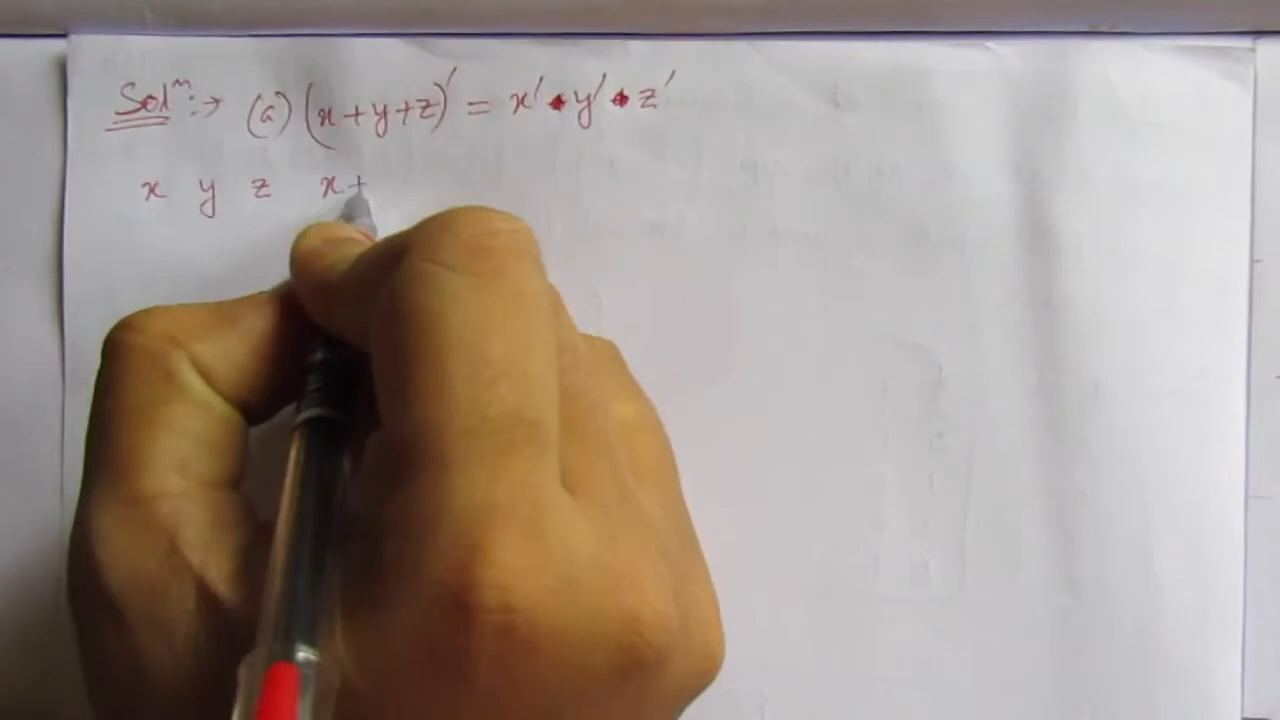 Solⁿ :→ (a) (x+y+z)' = x' • y' • z'
x y z x+